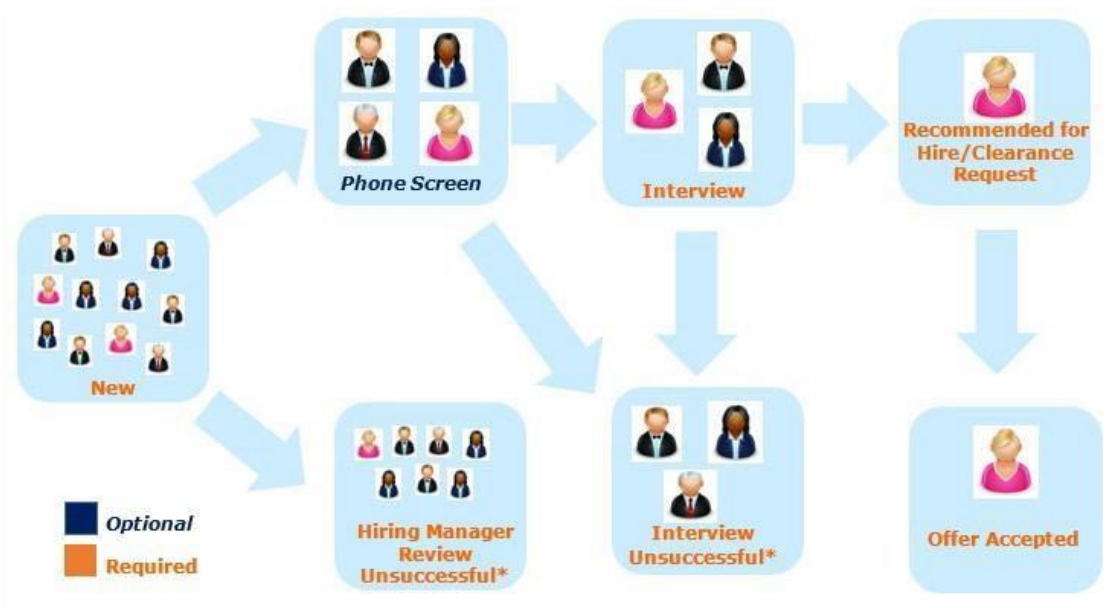 Phone Screen
Interview
Recommended for
Hire/Clearance
Request
New
Optional
Required
Hiring Manager
Review
Unsuccessful*
Interview
Unsuccessful*
Offer Accepted